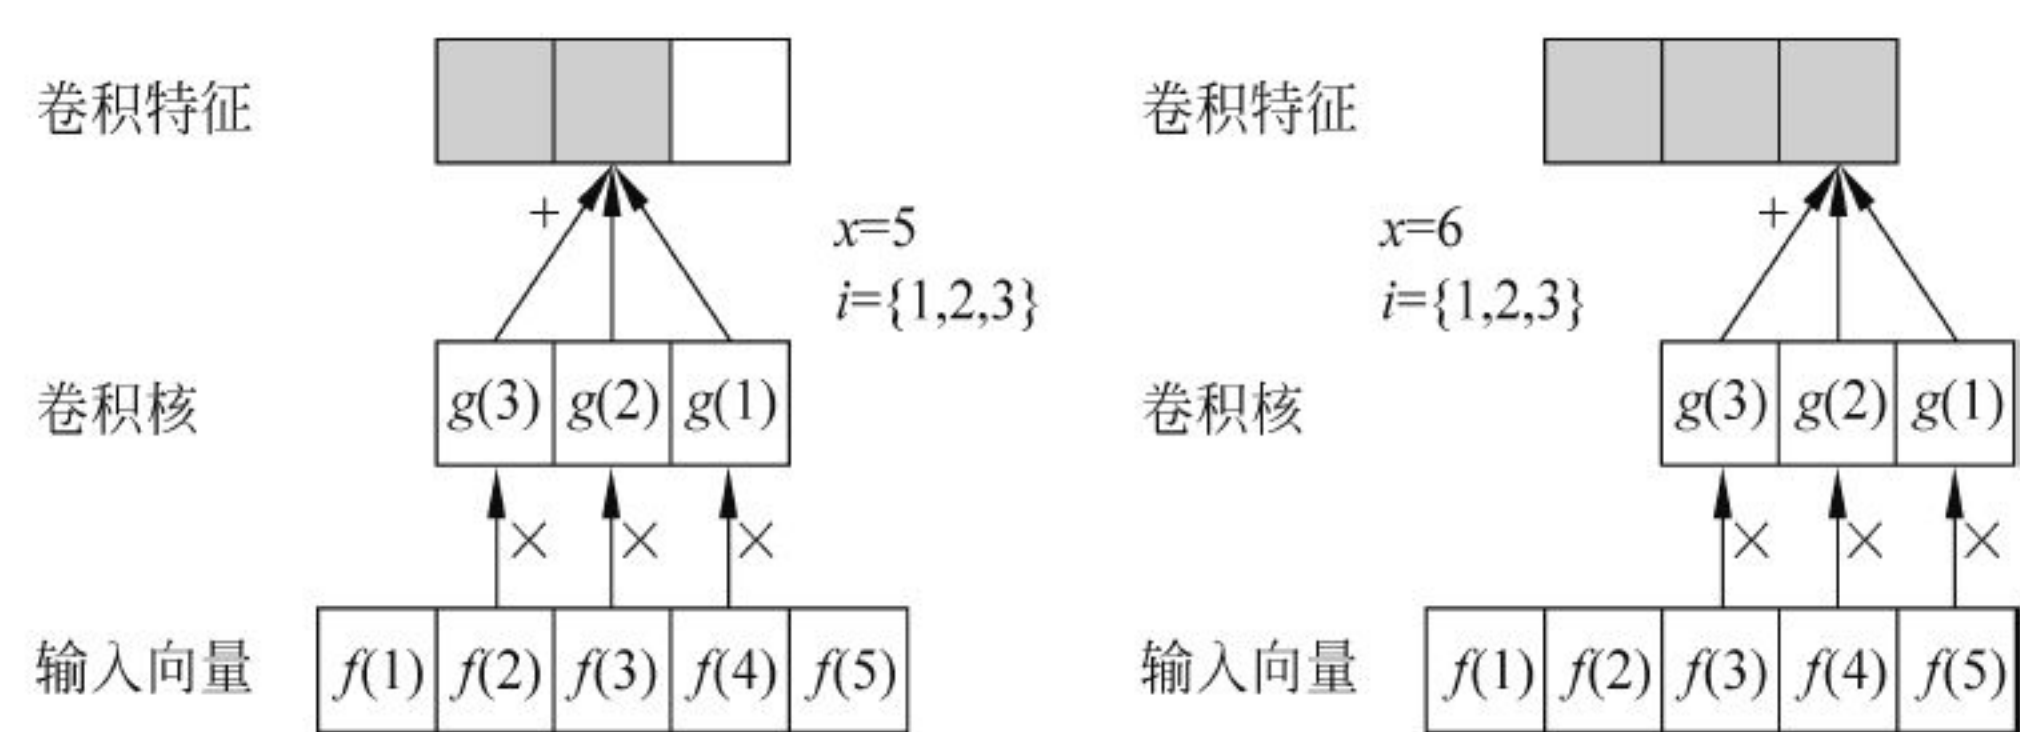 卷积特征
+
x=5
i={1,2,3}
卷积核
g(3) g(2) g(1)
× × ×
输入向量
f(1) f(2) f(3) f(4) f(5)
卷积特征
+
x=6
i={1,2,3}
卷积核
g(3) g(2) g(1)
× × ×
输入向量
f(1) f(2) f(3) f(4) f(5)